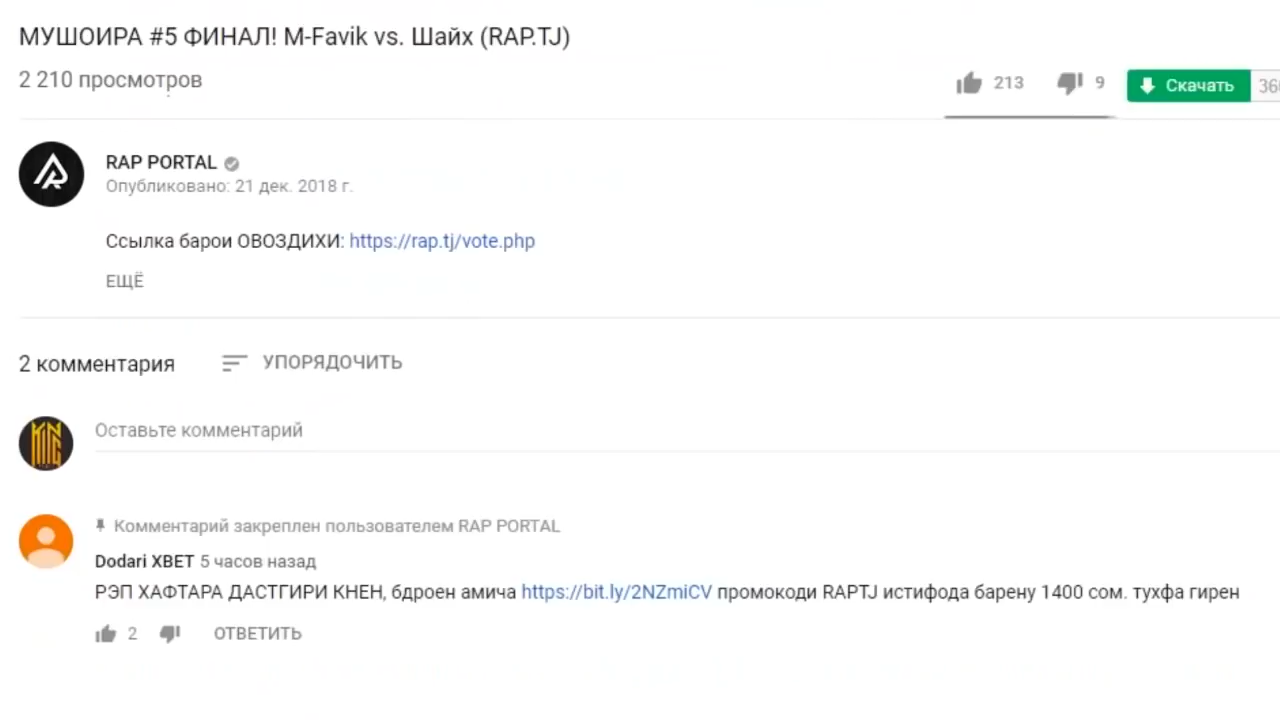 МУШОИРА #5 ФИНАЛ! M-Favik vs. Шайх (RAP.TJ)
2 210 просмотров
213
9
Скачать
360
RAP PORTAL
Опубликовано: 21 дек. 2018 г.
Ссылка барои ОВОЗДИХИ: https://rap.tj/vote.php
ЕЩЁ
2 комментария
УПОРЯДОЧИТЬ
Оставьте комментарий
Комментарий закреплен пользователем RAP PORTAL
Dodari XBET 5 часов назад
РЭП ХАФТАРА ДАСТГИРИ КНЕН, бдроен амича https://bit.ly/2NZmiCV промокоди RAPTJ истифода барену 1400 сом. тухфа гирен
2
ОТВЕТИТЬ